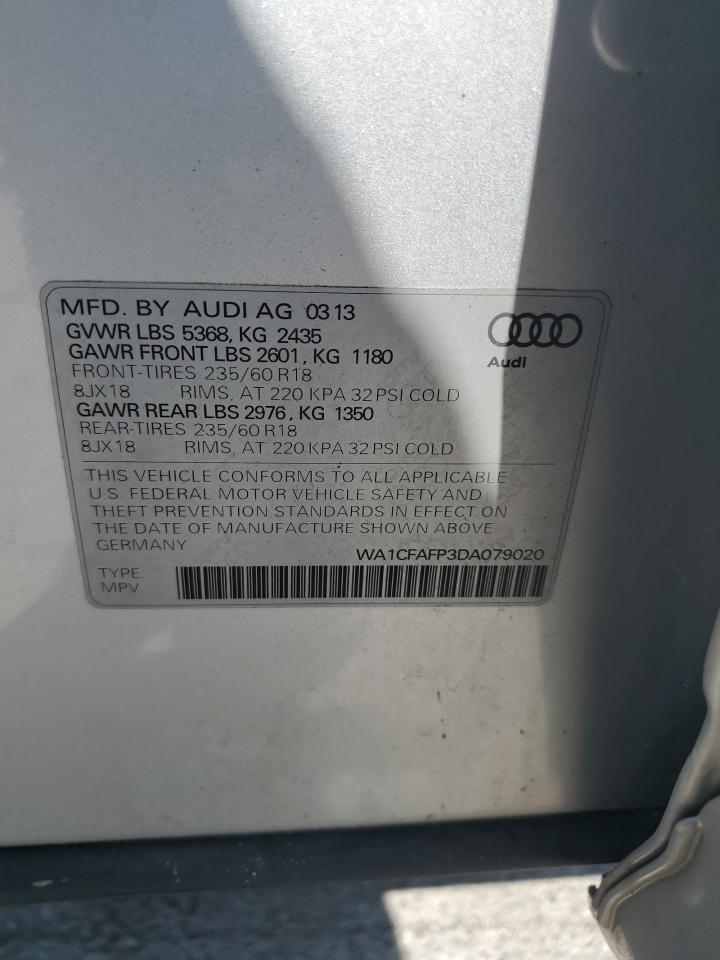 MFD. BY AUDI AG 03 13
GVWR LBS 5368, KG 2435
GAWR FRONT LBS 2601, KG 1180
FRONT-TIRES 235/60 R18
8JX18 RIMS, AT 220 KPA 32 PSI COLD
GAWR REAR LBS 2976, KG 1350
REAR-TIRES 235/60 R18
8JX18 RIMS, AT 220 KPA 32 PSI COLD
Audi
THIS VEHICLE CONFORMS TO ALL APPLICABLE
U.S. FEDERAL MOTOR VEHICLE SAFETY AND
THEFT PREVENTION STANDARDS IN EFFECT ON
THE DATE OF MANUFACTURE SHOWN ABOVE
GERMANY WA1CFAFP3DA079020
TYPE:
MPV